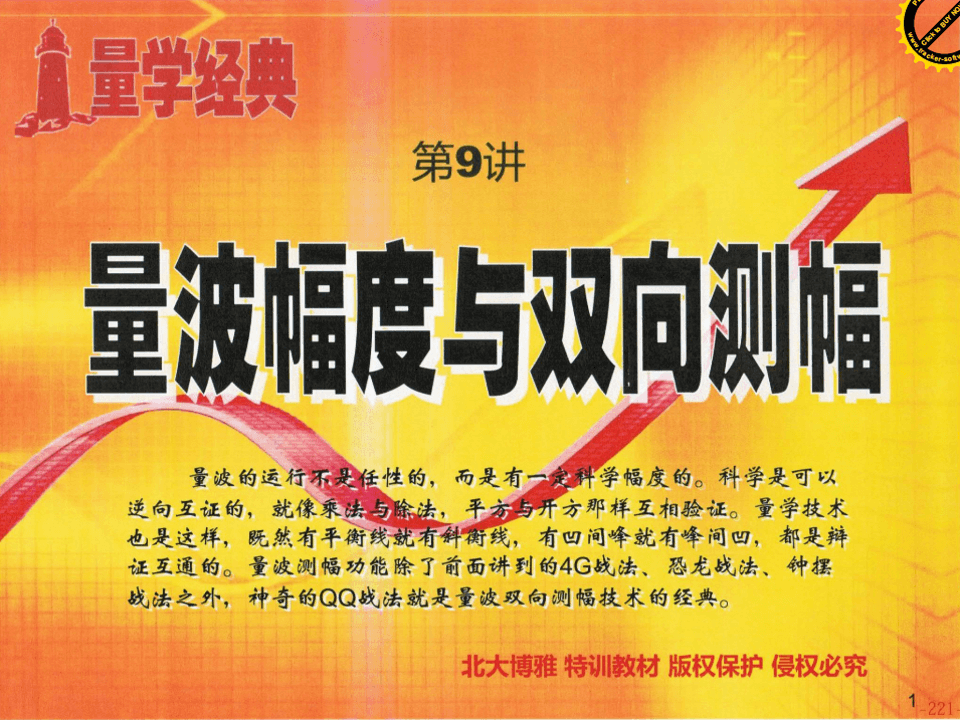 量学经典
Click to BUY NO
www.tracker-softw
第9讲
量波幅度与双向测幅
量波的运行不是任性的，而是有一定科学幅度的。科学是可以
逆向互证的，就像乘法与除法，平方与开方那样互相验证。量学技术
也是这样，既然有平衡线就有斜衡线，有凹间峰就有峰间凹，都是辩
证互通的。量波测幅功能除了前面讲到的4G战法、恐龙战法、钟摆
战法之外，神奇的QQ战法就是量波双向测幅技术的经典。
北大博雅 特训教材 版权保护 侵权必究
1
-221-